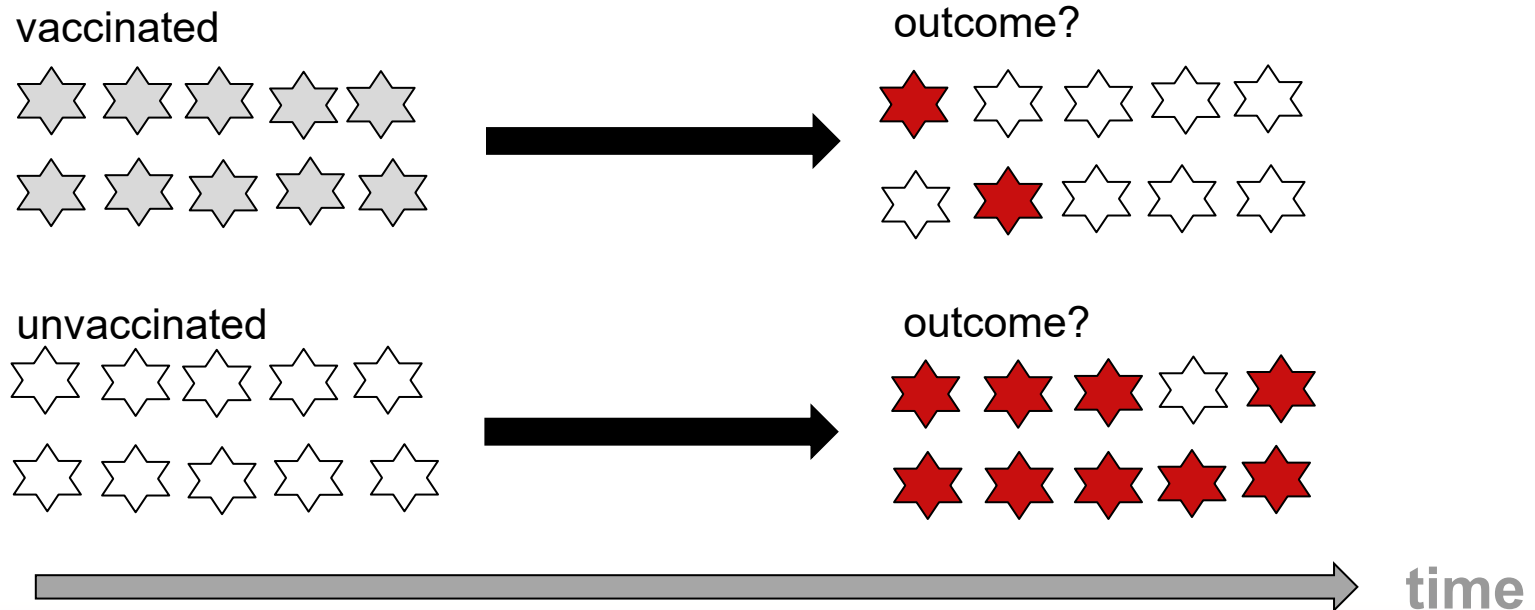 vaccinated
outcome?
unvaccinated
outcome?
time